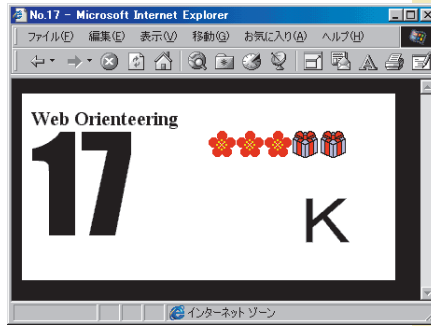 No.17 - Microsoft Internet Explorer
ファイル(F) 編集(E) 表示(V) 移動(G) お気に入り(A) ヘルプ(H)
Web Orienteering
17
K
インターネット ゾーン